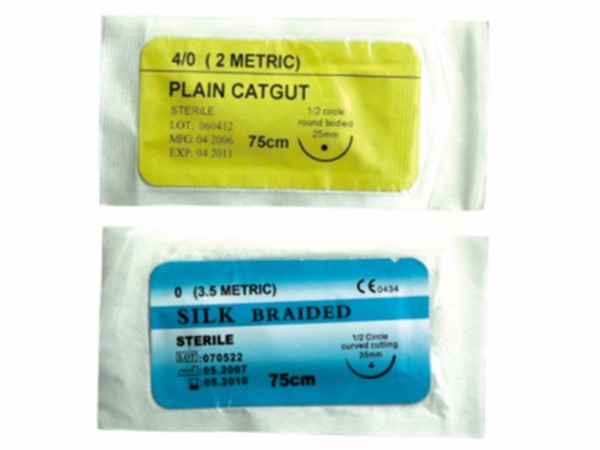 4/0 ( 2 METRIC)
PLAIN CATGUT
STERILE
LOT: 060412
MFG: 04 2006
EXP: 04 2011
75cm
1/2 circle
round bodied
25mm
0 (3.5 METRIC)
CE 0434
SILK BRAIDED
STERILE
LOT:070522
:05.2007
:05.2010
75cm
1/2 Circle
curved cutting
35mm